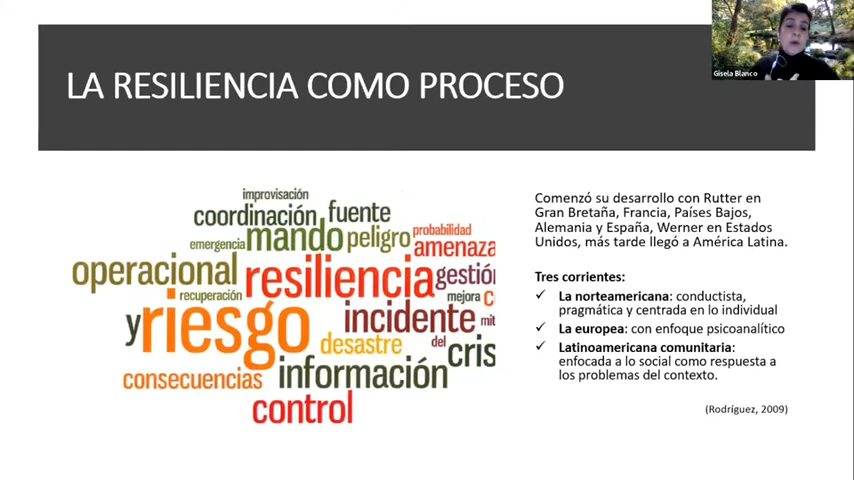 Gisela Blanco
LA RESILIENCIA COMO PROCESO
improvisación
coordinación fuente
emergencia mando peligro probabilidad
amenaza
operacional resiliencia gestión
recuperación mejora c
y riesgo incidente mit
desastre del cris
consecuencias información
control
Comenzó su desarrollo con Rutter en
Gran Bretaña, Francia, Países Bajos,
Alemania y España, Werner en Estados
Unidos, más tarde llegó a América Latina.
Tres corrientes:
✓ La norteamericana: conductista,
pragmática y centrada en lo individual
✓ La europea: con enfoque psicoanalítico
✓ Latinoamericana comunitaria:
enfocada a lo social como respuesta a
los problemas del contexto.
(Rodríguez, 2009)